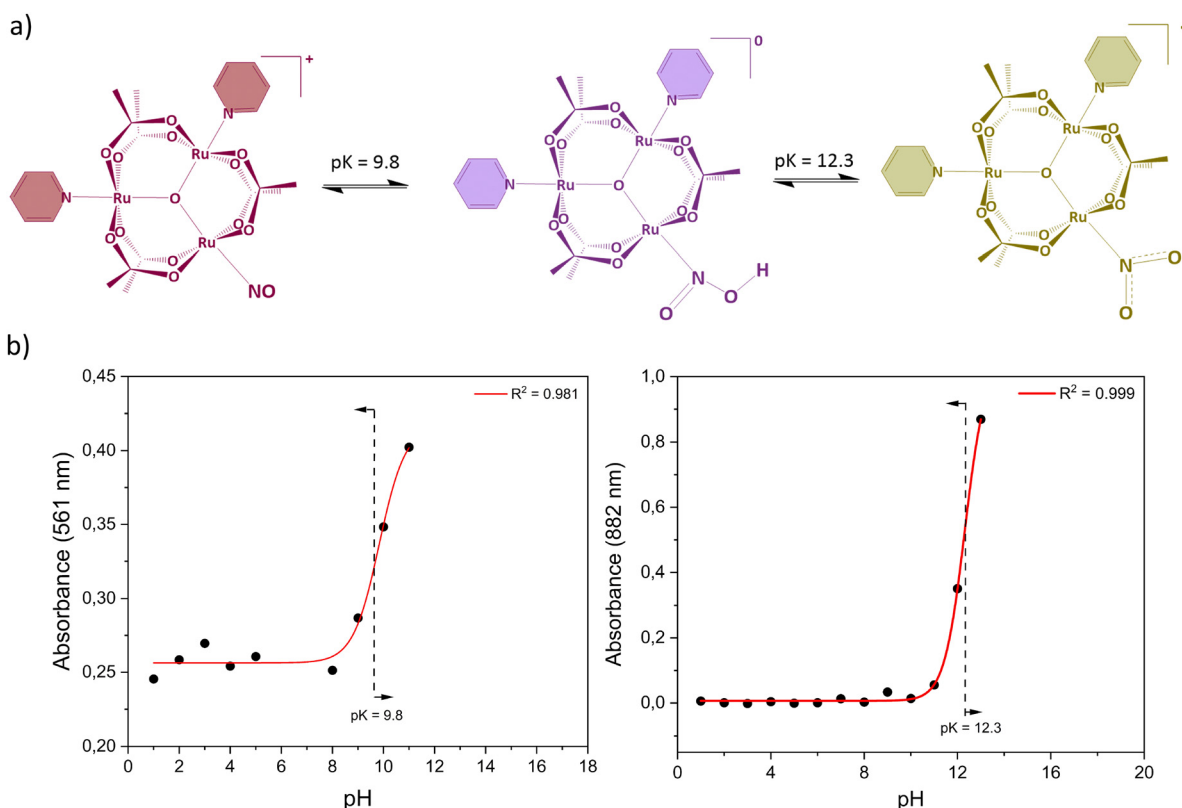 a)
+
0
-
N
N
N
N
N
N
pK = 9.8
pK = 12.3
O O O O O O O O
Ru
Ru
Ru
O
NO
Ru
Ru
Ru
O
N
O
O
H
Ru
Ru
Ru
O
N
O
O
b)
R² = 0.981
R² = 0.999
Absorbance (561 nm)
0,45
0,40
0,35
0,30
0,25
0,20
pK = 9.8
0 2 4 6 8 10 12 14 16 18
pH
Absorbance (882 nm)
1,0
0,8
0,6
0,4
0,2
0,0
pK = 12.3
0 4 8 12 16 20
pH